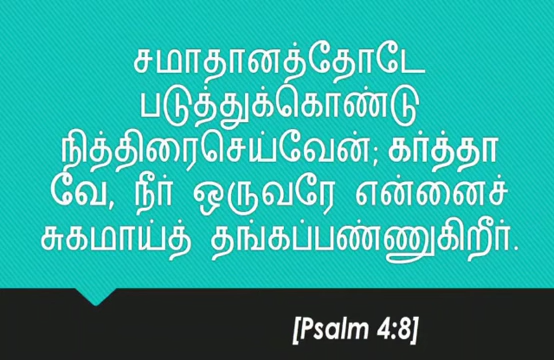 சமாதானத்தோடே
படுத்துக்கொண்டு
நித்திரைசெய்வேன்; கர்த்தா
வே, நீர் ஒருவரே என்னைச்
சுகமாய்த் தங்கப்பண்ணுகிறீர்.
[Psalm 4:8]